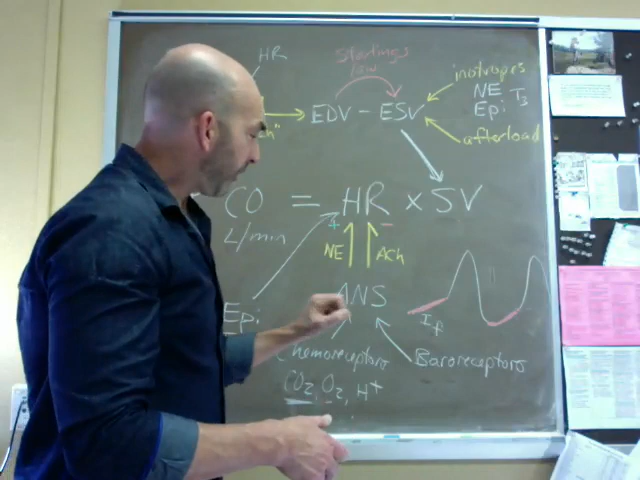 HR
Starlings
law
inotropes
NE T3
Epi
EDV - ESV
afterload
CO = HR x SV
+ -
L/min
NE ACh
ANS
Epi
If
Chemoreceptors
Baroreceptors
CO2, O2, H+